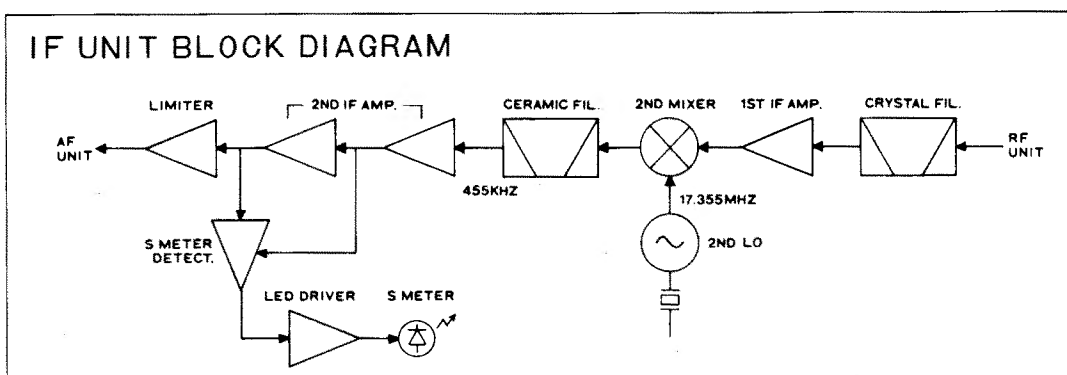 IF UNIT BLOCK DIAGRAM
LIMITER
2ND IF AMP.
CERAMIC FIL.
2ND MIXER
1ST IF AMP.
CRYSTAL FIL.
AF
UNIT
RF
UNIT
455KHZ
17.355MHZ
2ND LO
S METER
DETECT.
LED DRIVER
S METER